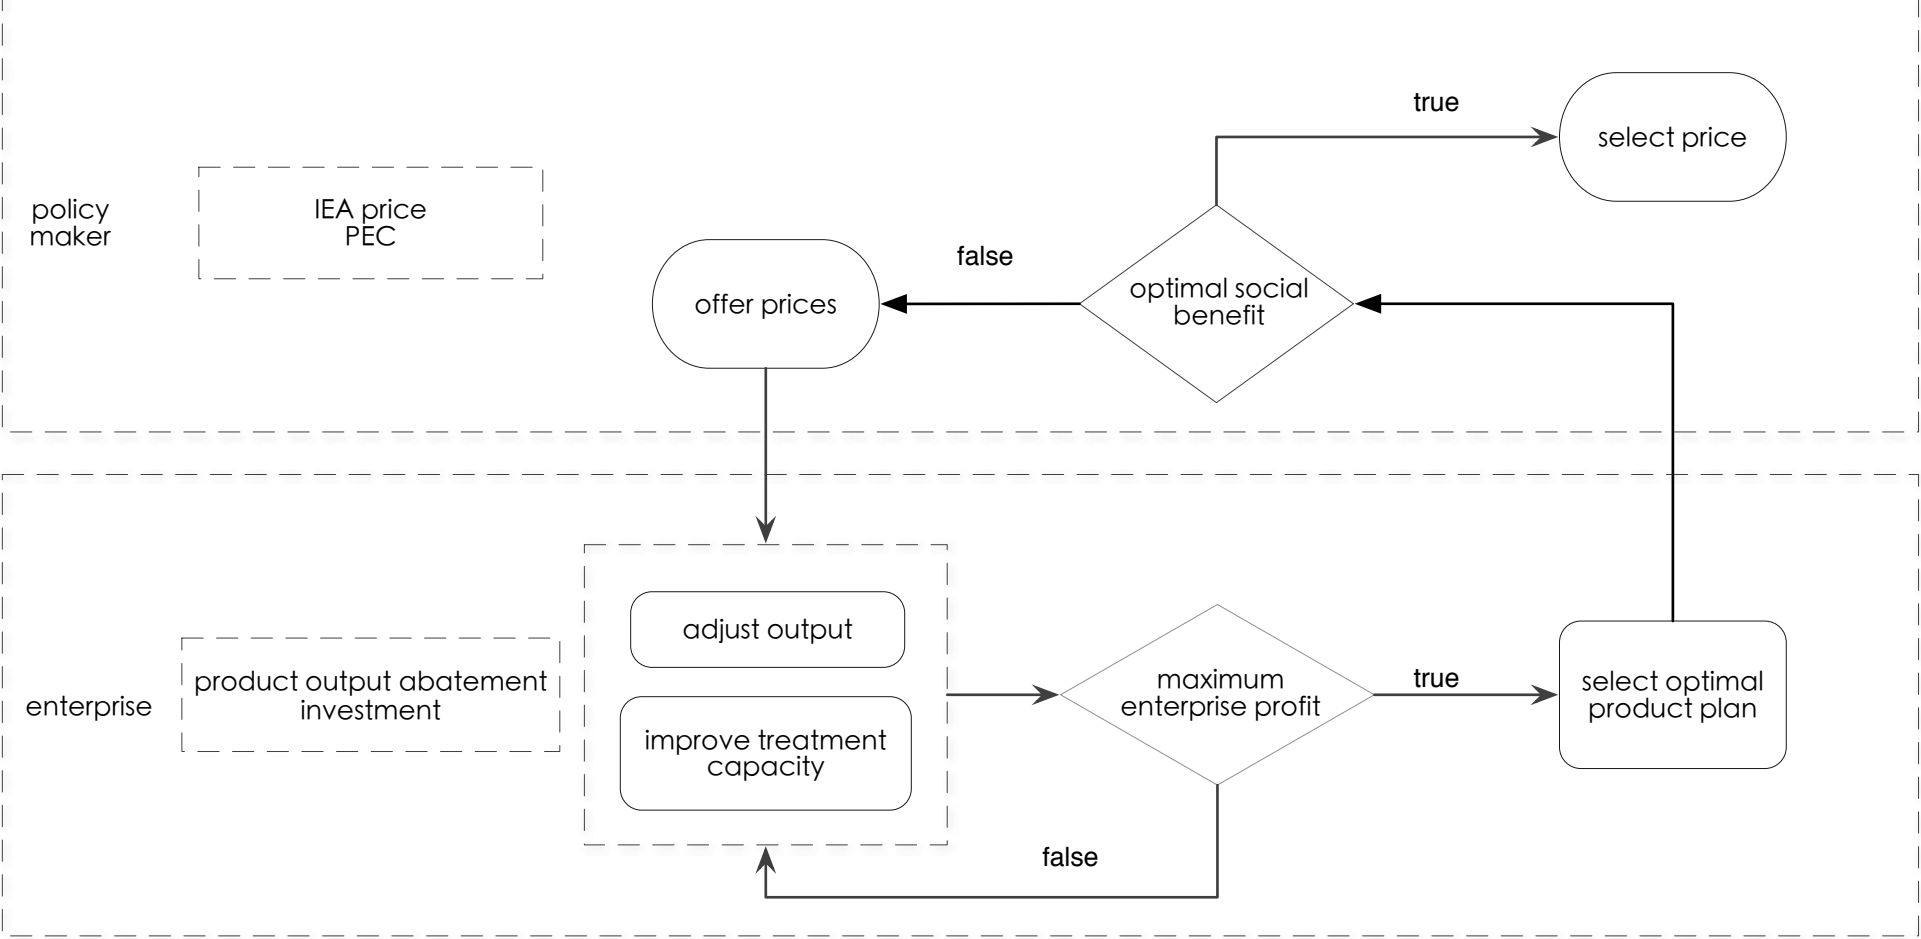 true
select price
policy
maker
IEA price
PEC
false
offer prices
optimal social
benefit
enterprise
product output abatement
investment
adjust output
improve treatment
capacity
maximum
enterprise profit
true
select optimal
product plan
false